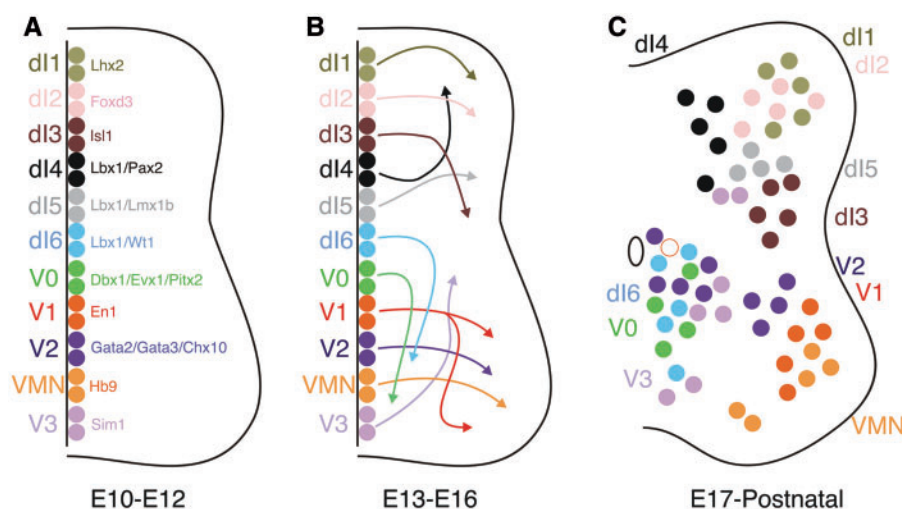 A
dI1 Lhx2
dI2 Foxd3
dI3 Isl1
dI4 Lbx1/Pax2
dI5 Lbx1/Lmx1b
dI6 Lbx1/Wt1
V0 Dbx1/Evx1/Pitx2
V1 En1
V2 Gata2/Gata3/Chx10
VMN Hb9
V3 Sim1
E10-E12
B
dI1
dI2
dI3
dI4
dI5
dI6
V0
V1
V2
VMN
V3
E13-E16
C
dI4
dI1
dI2
dI5
dI3
V2
V1
dI6
V0
V3
VMN
E17-Postnatal